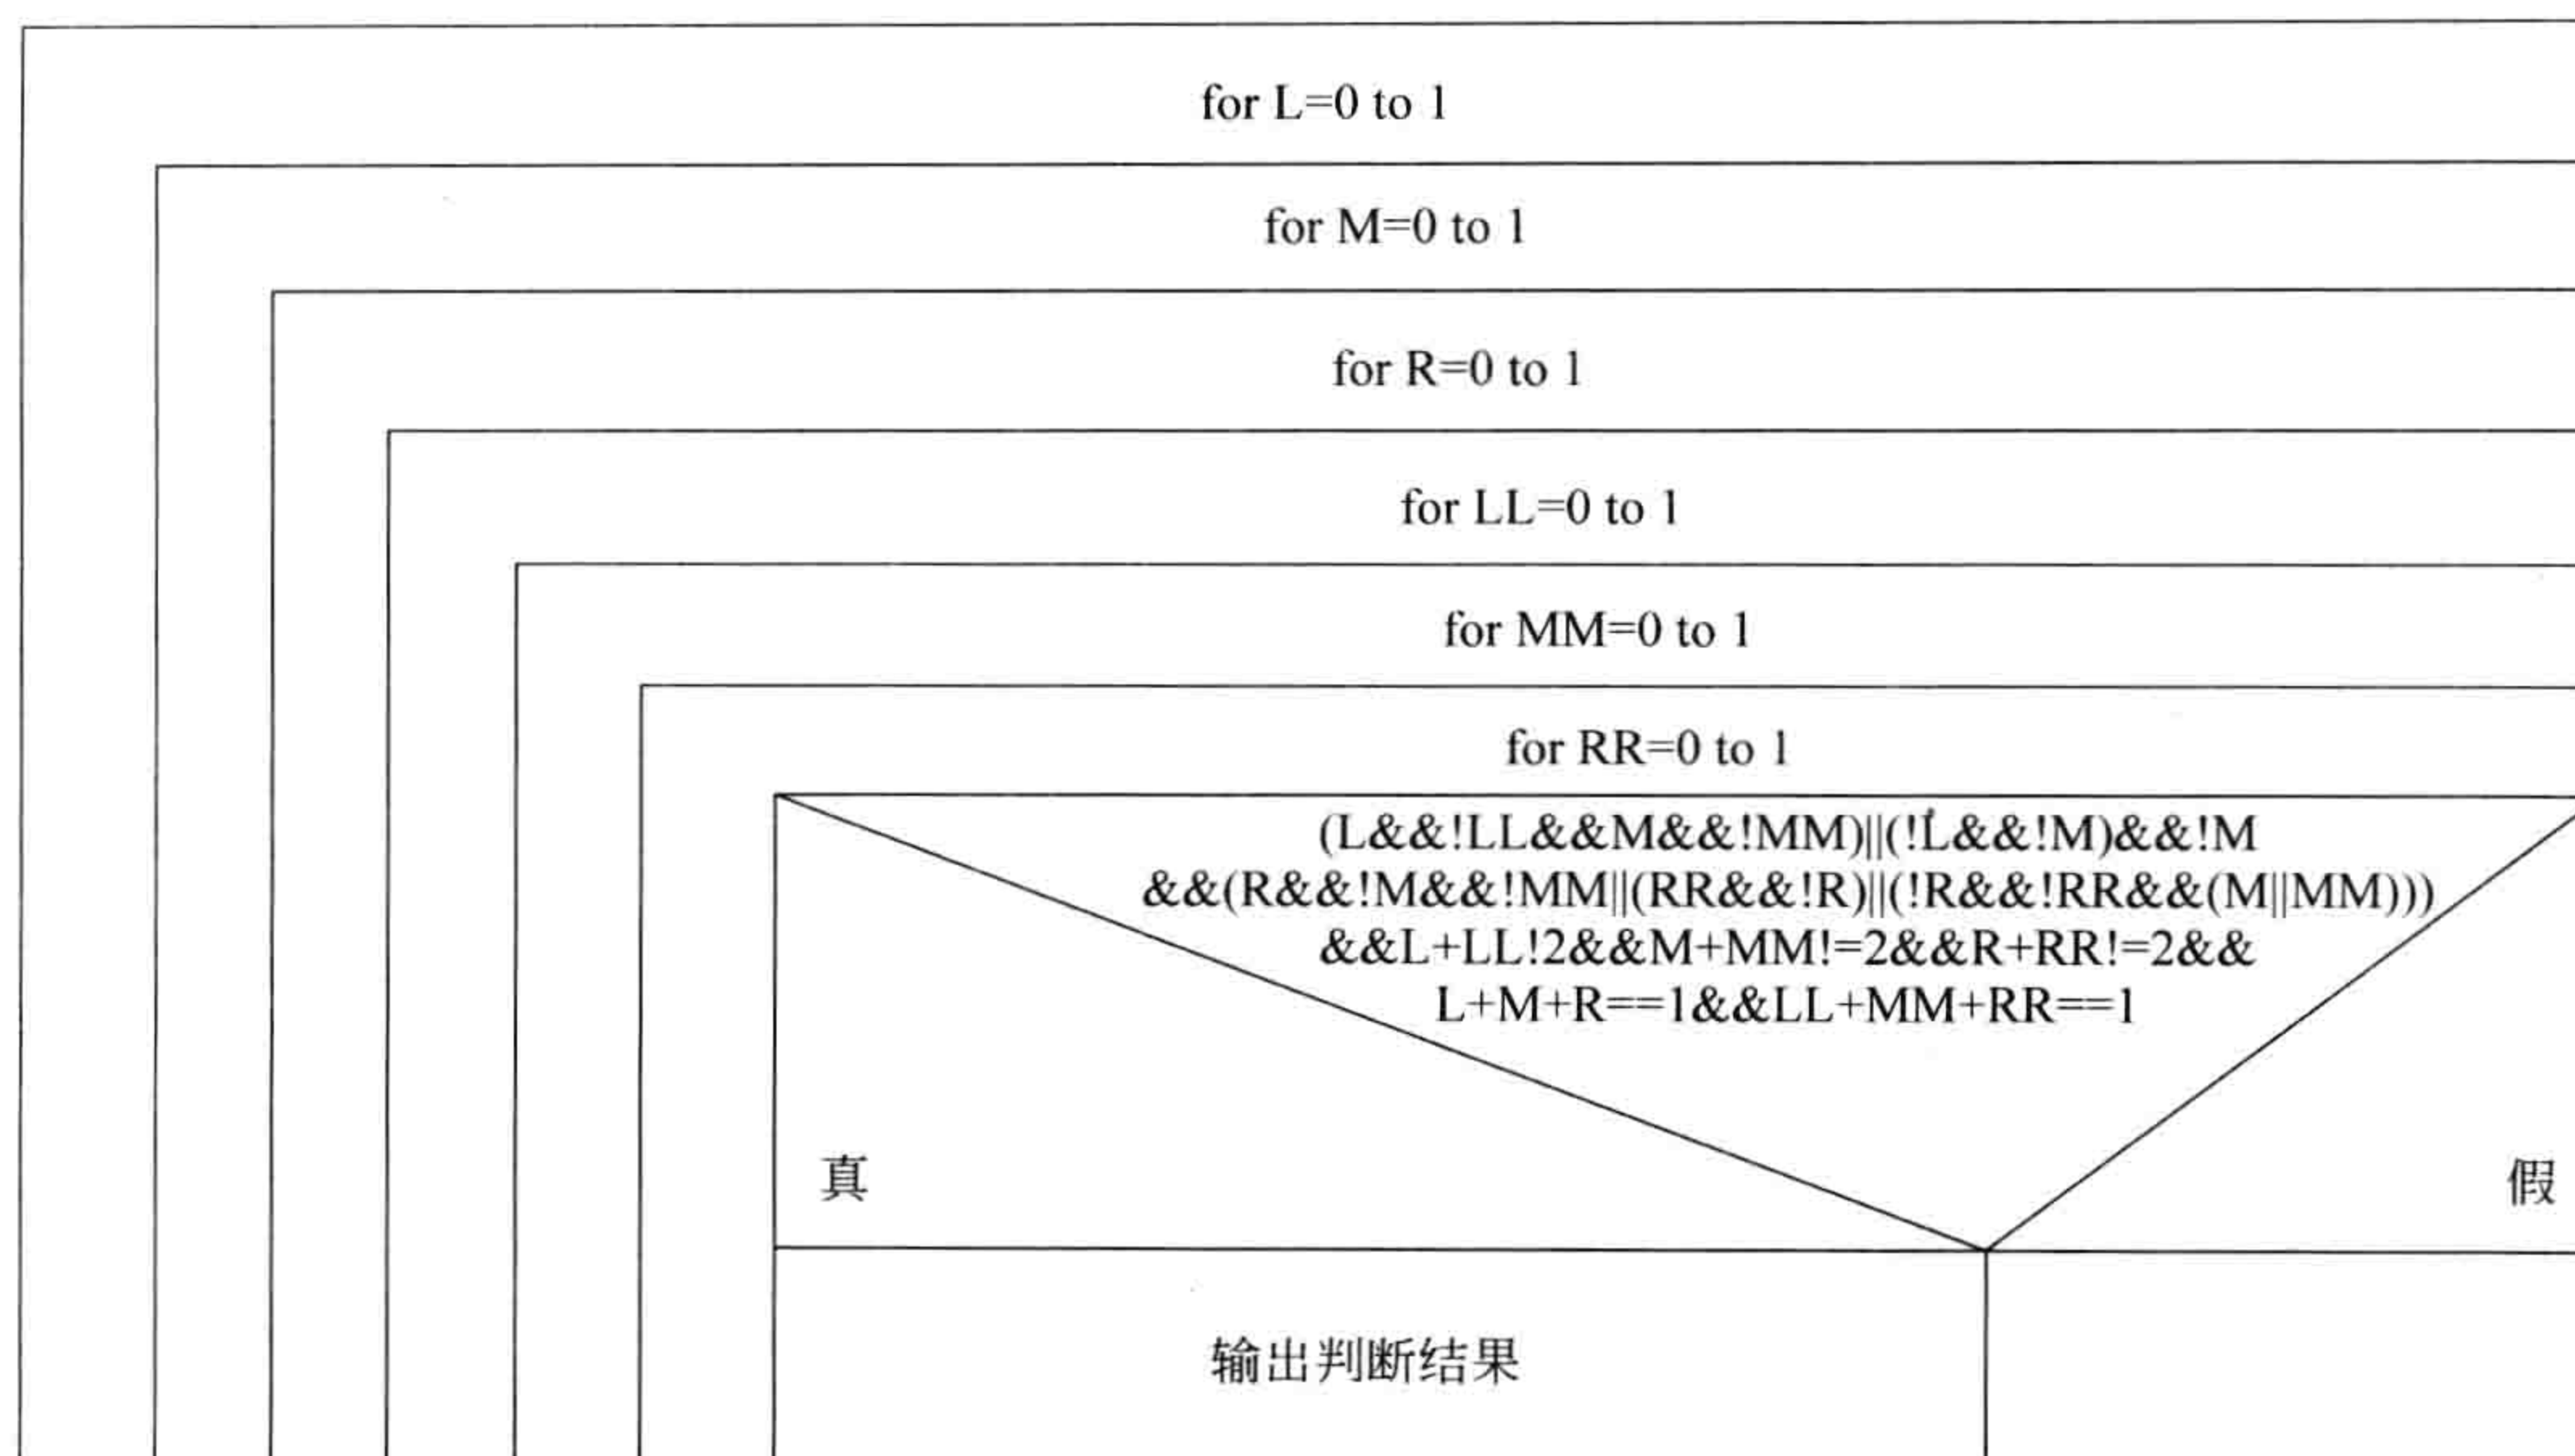 for L=0 to 1
for M=0 to 1
for R=0 to 1
for LL=0 to 1
for MM=0 to 1
for RR=0 to 1
(L&&!LL&&M&&!MM)||(!L&&!M)&&!M
&&(R&&!M&&!MM||(RR&&!R)||(!R&&!RR&&(M||MM)))
&&L+LL!2&&M+MM!=2&&R+RR!=2&&
L+M+R==1&&LL+MM+RR==1
真
假
输出判断结果